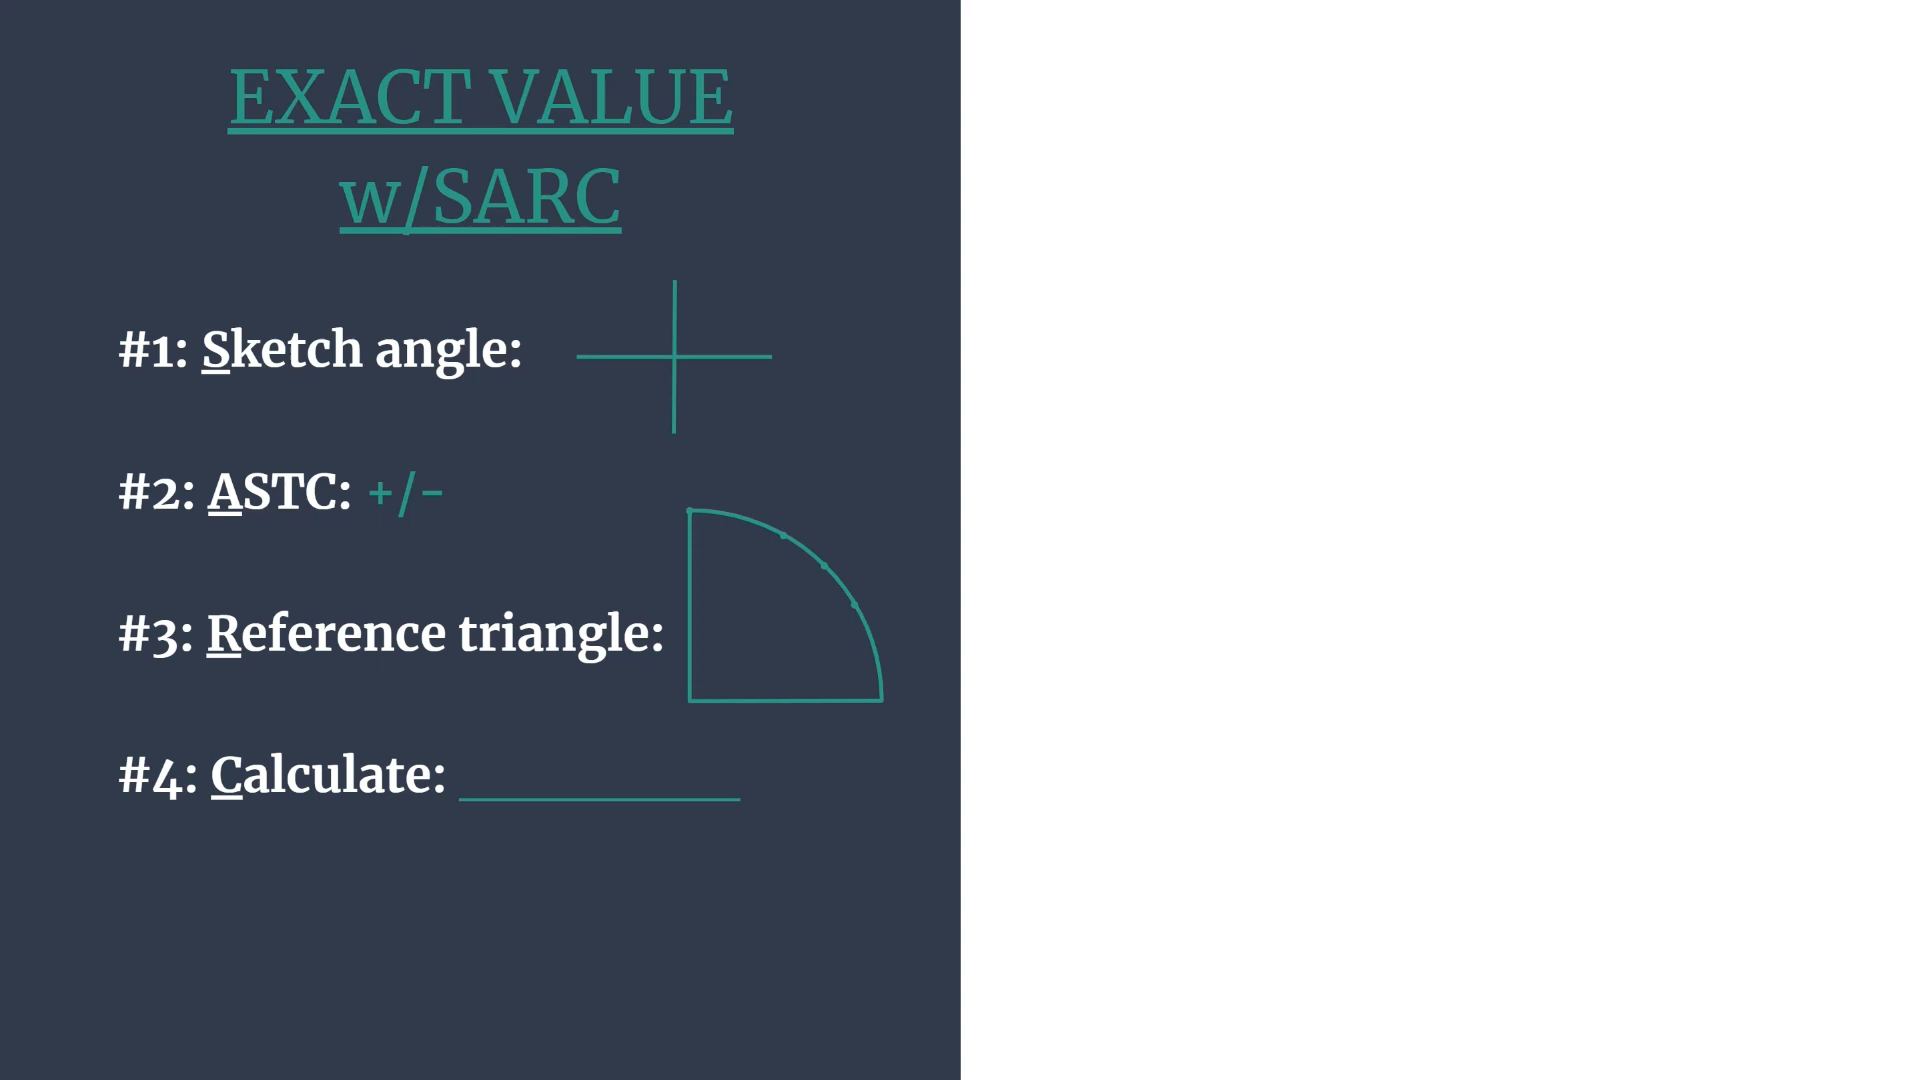 EXACT VALUE
w/SARC
#1: Sketch angle:
#2: ASTC: +/-
#3: Reference triangle:
#4: Calculate: